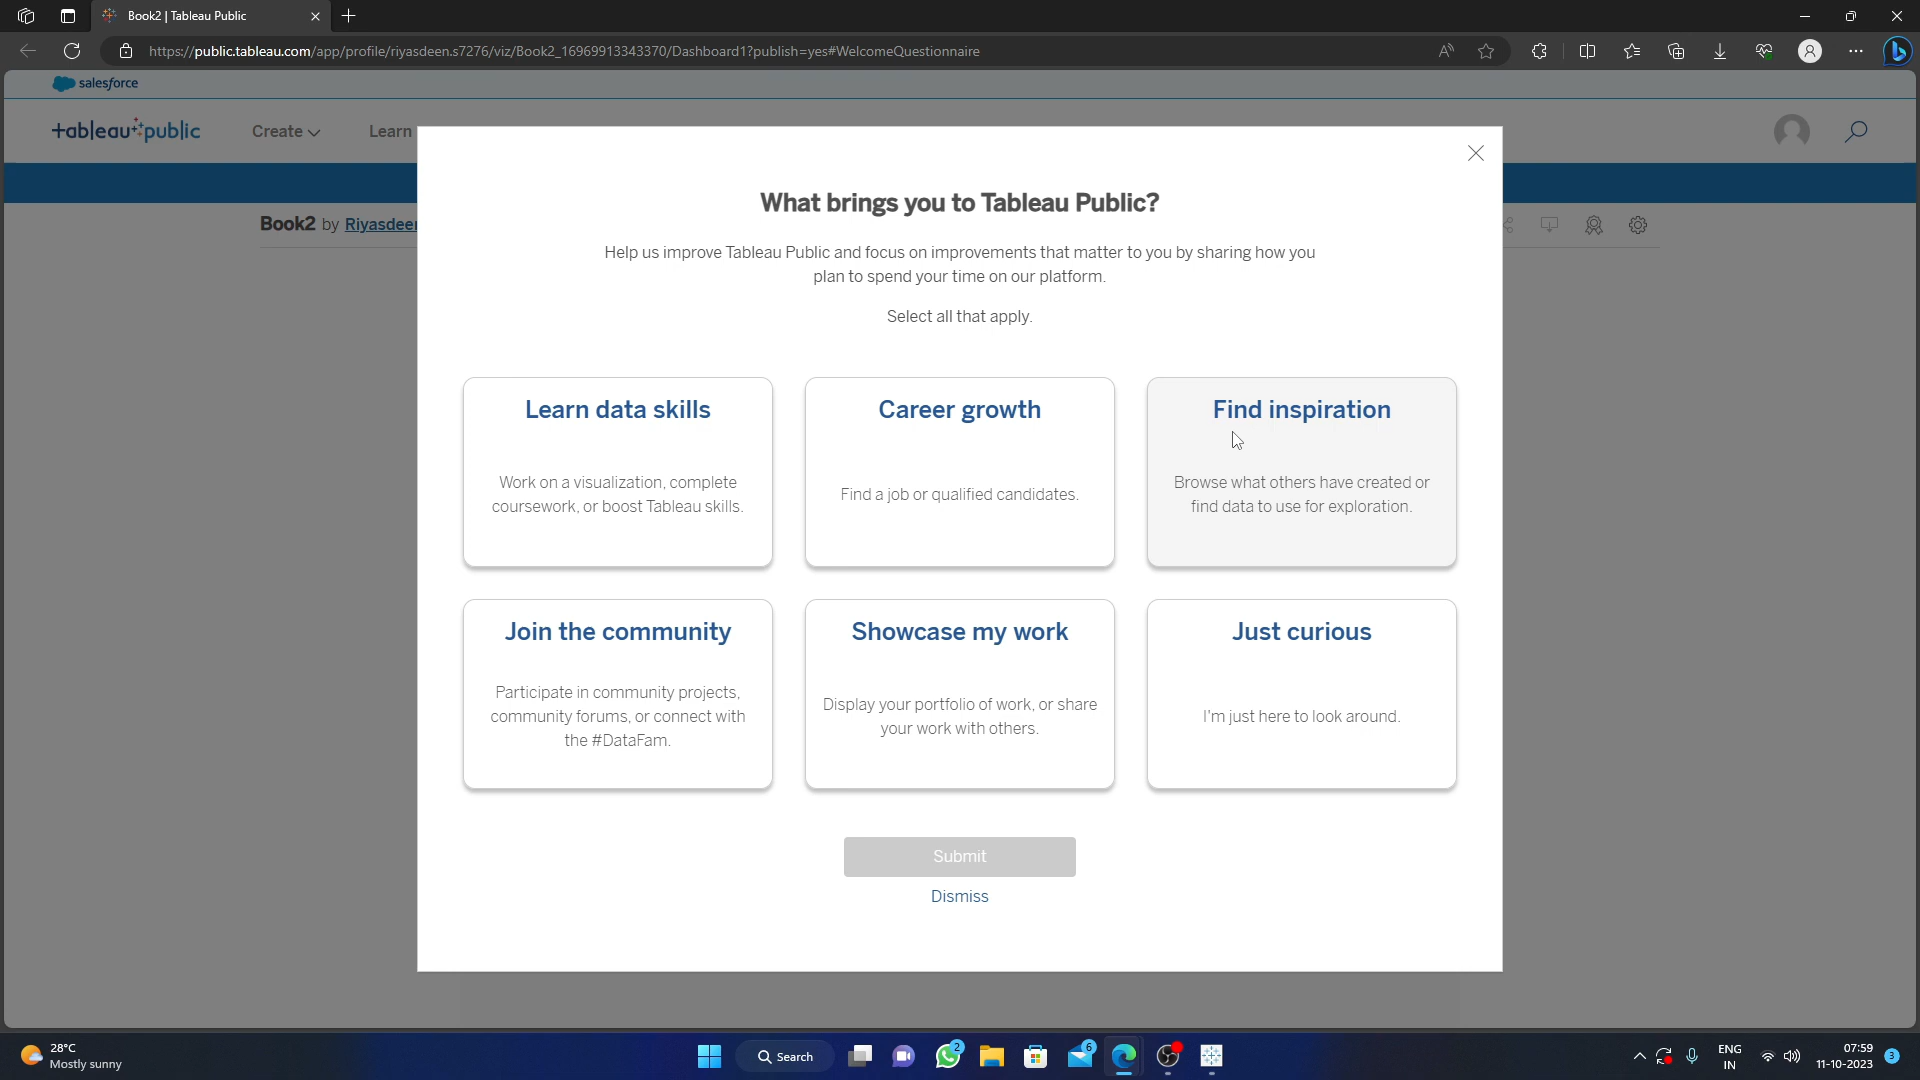 Book2 | Tableau Public
https://public.tableau.com/app/profile/riyasdeen.s7276/viz/Book2_16969913343370/Dashboard1?publish=yes#WelcomeQuestionnaire
salesforce
tableau public
Create
Learn
Book2 by Riyasdeen
What brings you to Tableau Public?
Help us improve Tableau Public and focus on improvements that matter to you by sharing how you
plan to spend your time on our platform.
Select all that apply.
Learn data skills
Work on a visualization, complete
coursework, or boost Tableau skills.
Career growth
Find a job or qualified candidates.
Find inspiration
Browse what others have created or
find data to use for exploration.
Join the community
Participate in community projects,
community forums, or connect with
the #DataFam.
Showcase my work
Display your portfolio of work, or share
your work with others.
Just curious
I'm just here to look around.
Submit
Dismiss
28°C
Mostly sunny
Search
2
6
ENG
IN
07:59
11-10-2023
3